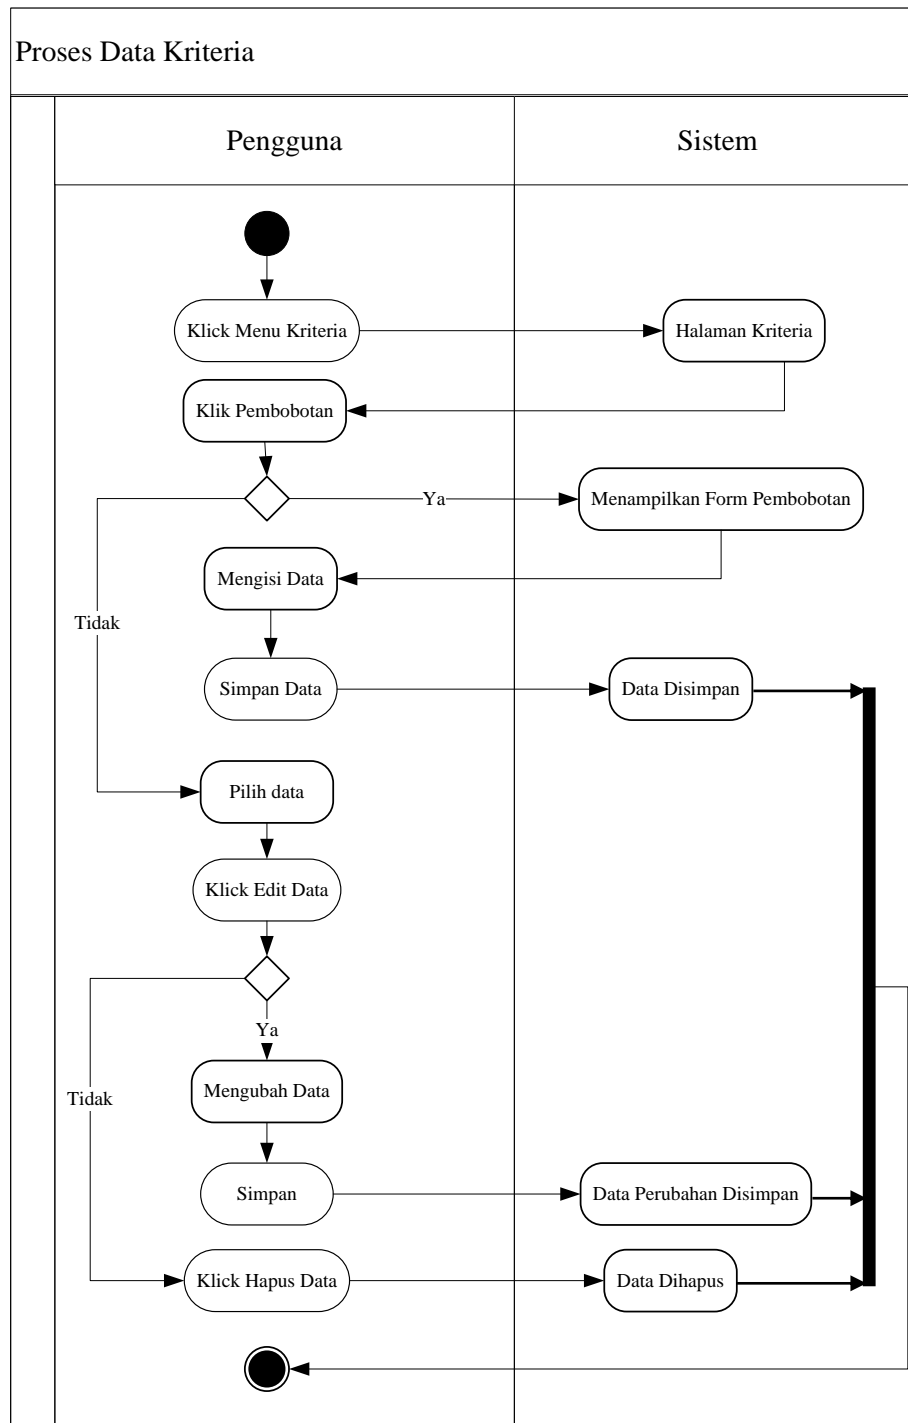 Proses Data Kriteria
Pengguna
Sistem
Klick Menu Kriteria
Halaman Kriteria
Klik Pembobotan
Ya
Menampilkan Form Pembobotan
Mengisi Data
Tidak
Simpan Data
Data Disimpan
Pilih data
Klick Edit Data
Ya
Mengubah Data
Tidak
Simpan
Data Perubahan Disimpan
Klick Hapus Data
Data Dihapus